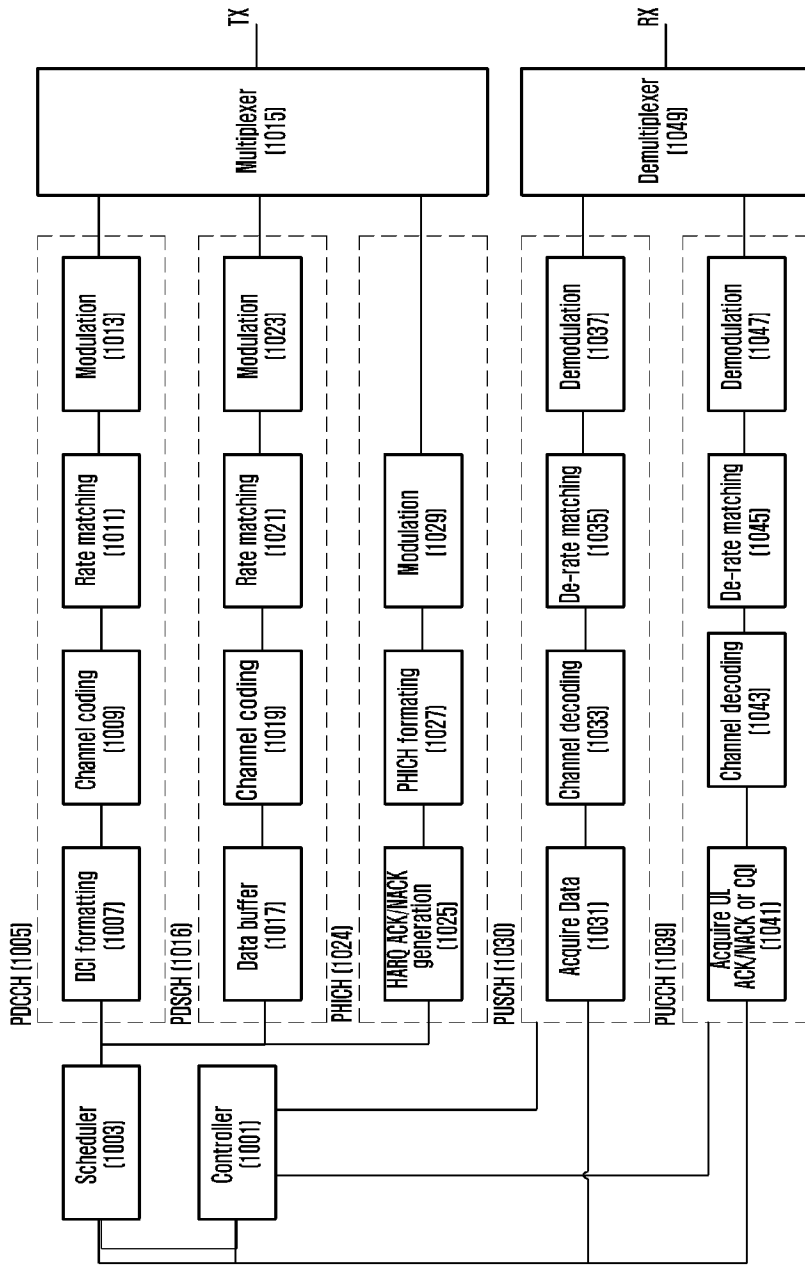 TX
RX
Multiplexer
(1015)
Demultiplexer
(1049)
PDCCH (1005)
DCI formatting
(1007)
Channel coding
(1009)
Rate matching
(1011)
Modulation
(1013)
PDSCH (1016)
Data buffer
(1017)
Channel coding
(1019)
Rate matching
(1021)
Modulation
(1023)
PHICH (1024)
HARQ ACK/NACK
generation
(1025)
PHICH formating
(1027)
Modulation
(1029)
PUSCH (1030)
Acquire Data
(1031)
Channel decoding
(1033)
De-rate matching
(1035)
Demodulation
(1037)
PUCCH (1039)
Acquire UL
ACK/NACK or CQI
(1041)
Channel decoding
(1043)
De-rate matching
(1045)
Demodulation
(1047)
Scheduler
(1003)
Controller
(1001)